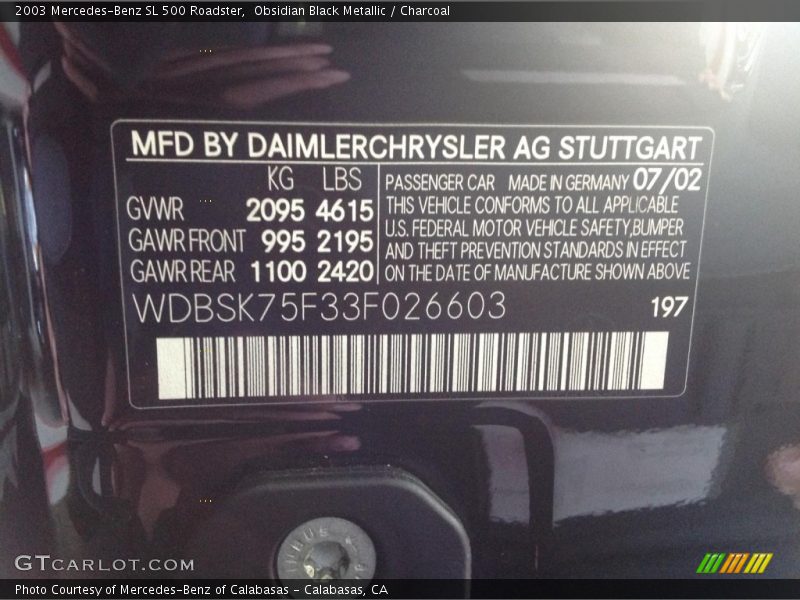 2003 Mercedes-Benz SL 500 Roadster,  Obsidian Black Metallic / Charcoal
MFD BY DAIMLERCHRYSLER AG STUTTGART
KG LBS
GVWR 2095 4615
GAWR FRONT 995 2195
GAWR REAR 1100 2420
PASSENGER CAR MADE IN GERMANY 07/02
THIS VEHICLE CONFORMS TO ALL APPLICABLE
U.S. FEDERAL MOTOR VEHICLE SAFETY,BUMPER
AND THEFT PREVENTION STANDARDS IN EFFECT
ON THE DATE OF MANUFACTURE SHOWN ABOVE
WDBSK75F33F026603 197
GTCARLOT.COM
Photo Courtesy of Mercedes-Benz of Calabasas - Calabasas, CA